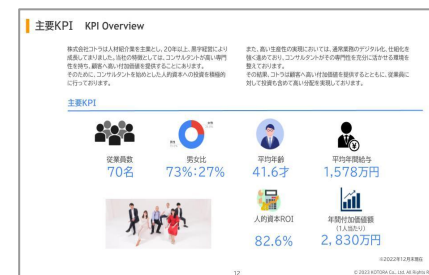 主要KPI KPI Overview
株式会社コトラは人材紹介業を主業とし、20年以上、黒字経営により
成長してまいりました。当社の特徴としては、コンサルタントが高い専門
性を持ち、顧客へ高い付加価値を提供することにあります。
そのために、コンサルタントを始めとした人的資本への投資を積極的
に行っております。
また、高い生産性の実現においては、通常業務のデジタル化、仕組化を
強く進めており、コンサルタントがその専門性を充分に活かせる環境を
整えております。
その結果、コトラは顧客へ高い付加価値を提供するとともに、従業員に
対して投資も含めて高い分配を実現しております。
主要KPI
従業員数
70名
男女比
73%:27%
平均年齢
41.6才
平均年間給与
1,578万円
人的資本ROI
82.6%
年間付加価値額
(1人当たり)
2,830万円
※2022年12月末現在
12
© 2023 KOTORA Co., Ltd. All Rights R